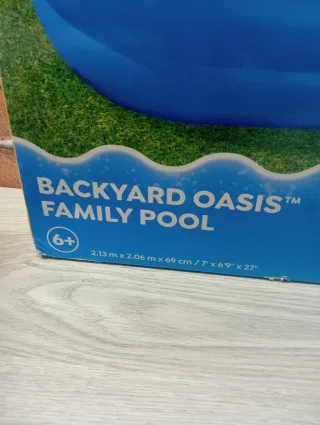 BACKYARD OASIS™
FAMILY POOL
6+
2.13 m x 2.06 m x 69 cm / 7' x 6'9" x 27"